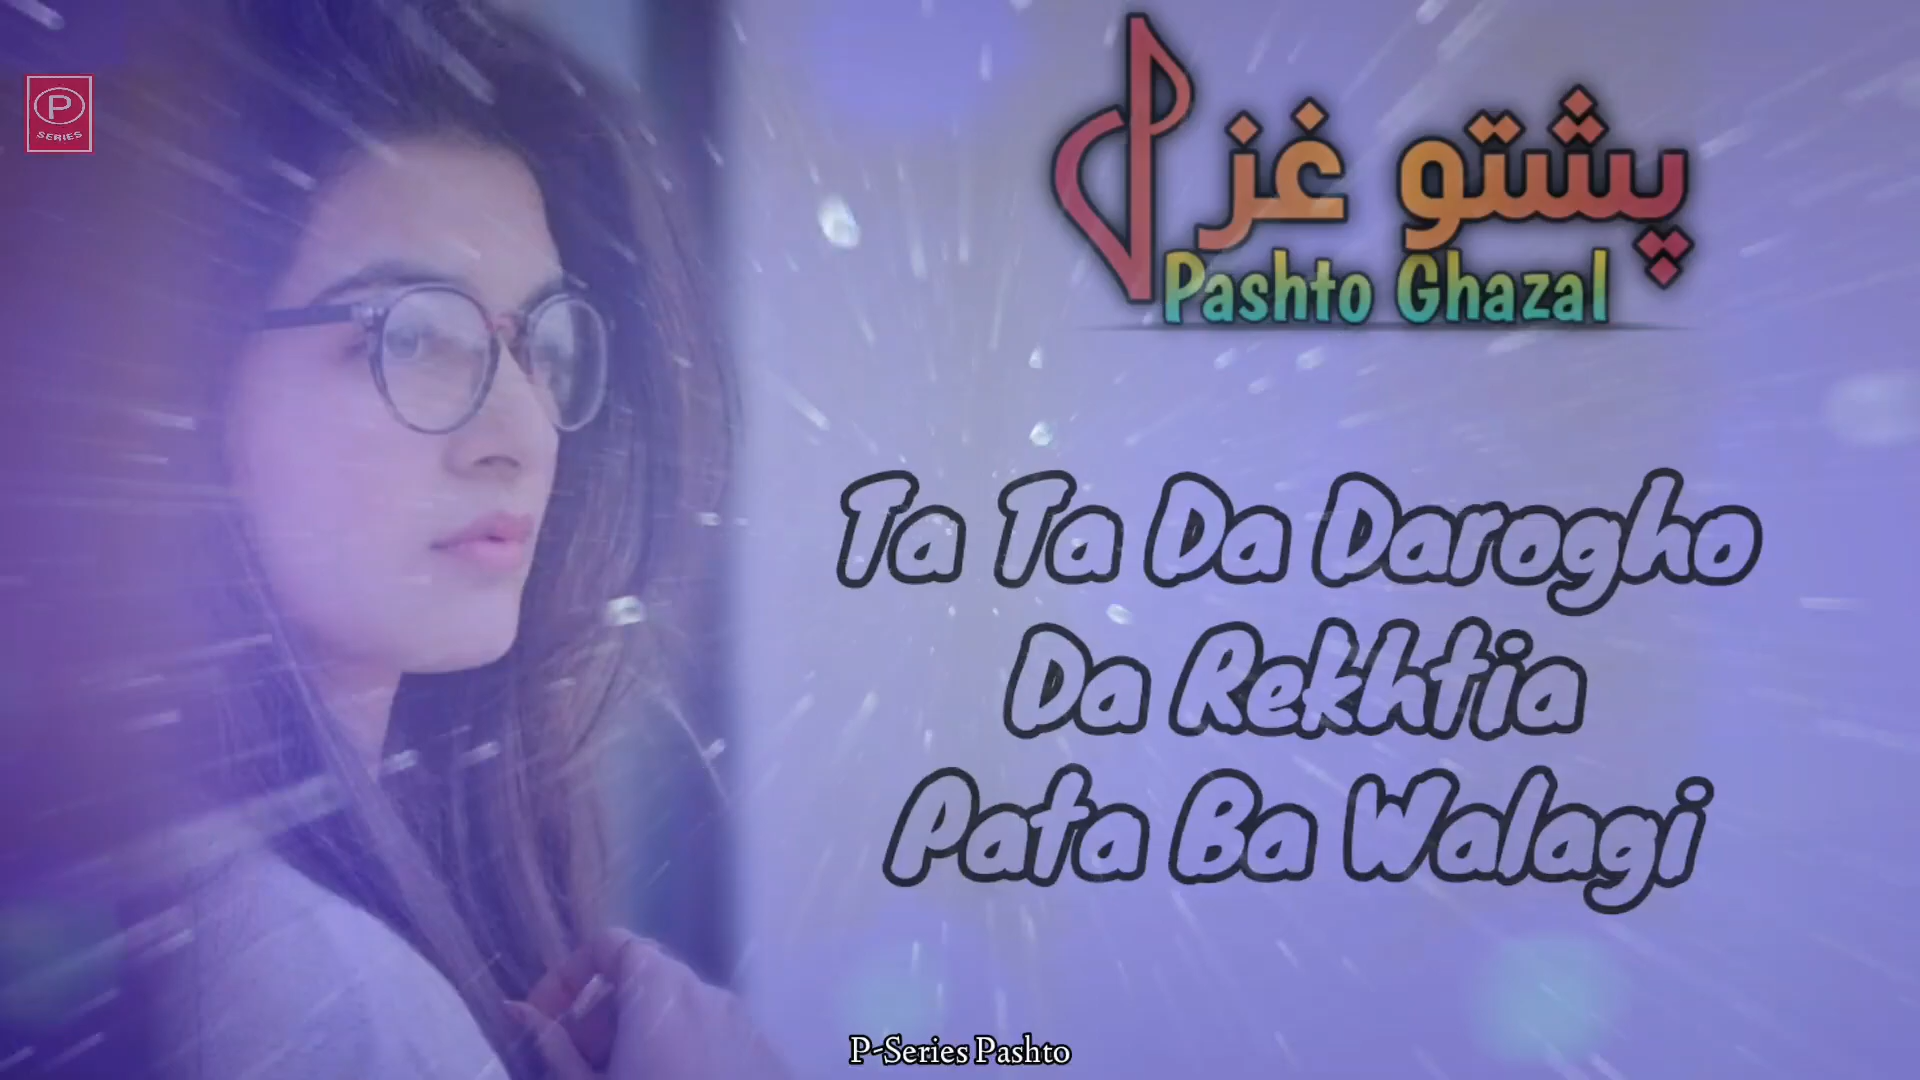 P
SERIES
پشتو غزل
Pashto Ghazal
Ta Ta Da Darogho
Da Rekhtia
Pata Ba Walagi
P-Series Pashto